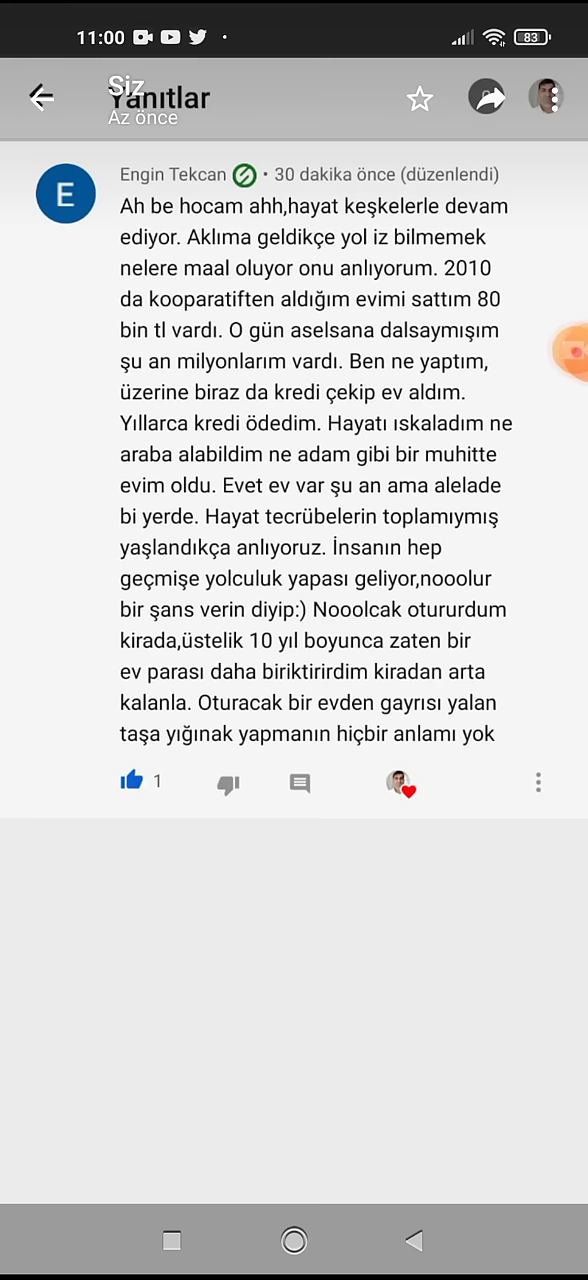 11:00
83
Siz
Yanıtlar
Az önce
E
Engin Tekcan • 30 dakika önce (düzenlendi)
Ah be hocam ahh,hayat keşkelerle devam
ediyor. Aklıma geldikçe yol iz bilmemek
nelere maal oluyor onu anlıyorum. 2010
da kooparatiften aldığım evimi sattım 80
bin tl vardı. O gün aselsana dalsaymışım
şu an milyonlarım vardı. Ben ne yaptım,
üzerine biraz da kredi çekip ev aldım.
Yıllarca kredi ödedim. Hayatı ıskaladım ne
araba alabildim ne adam gibi bir muhitte
evim oldu. Evet ev var şu an ama alelade
bi yerde. Hayat tecrübelerin toplamıymış
yaşlandıkça anlıyoruz. İnsanın hep
geçmişe yolculuk yapası geliyor,nooolur
bir şans verin diyip:) Nooolcak otururdum
kirada,üstelik 10 yıl boyunca zaten bir
ev parası daha biriktirirdim kiradan arta
kalanla. Oturacak bir evden gayrısı yalan
taşa yığınak yapmanın hiçbir anlamı yok
1